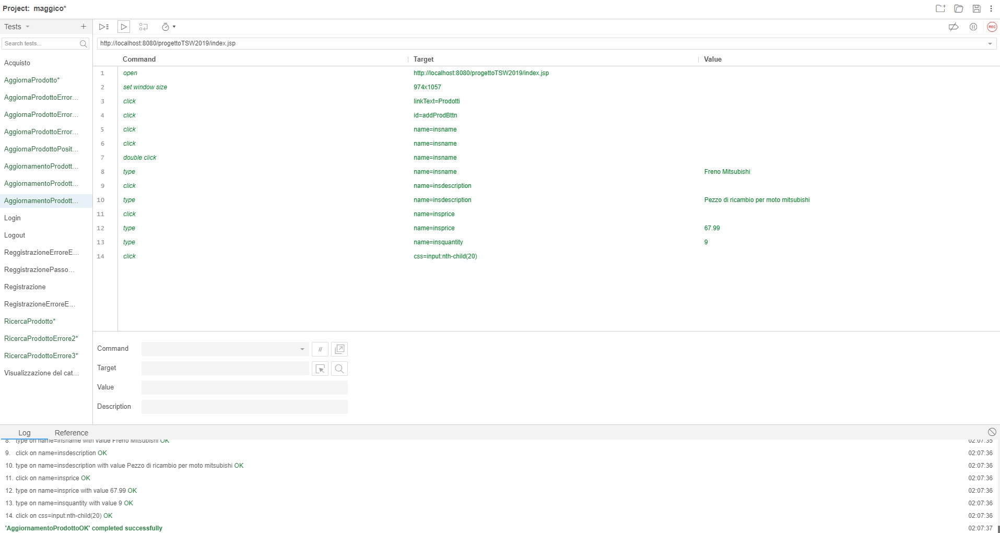 Project: maggico*
Tests
Search tests...
Acquisto
AggiornaProdotto*
AggiornaProdottoError...
AggiornaProdottoError...
AggiornaProdottoError...
AggiornaProdottoPosit...
AggiornamentoProdott...
AggiornamentoProdott...
AggiornamentoProdott...
Login
Logout
ReggistrazioneErroreE...
ReggistrazionePasso...
Registrazione
RegistrazioneErroreE...
RicercaProdotto*
RicercaProdottoErrore2*
RicercaProdottoErrore3*
Visualizzazione del cat...
REC
http://localhost:8080/progettoTSW2019/index.jsp
Command Target Value
1 open http://localhost:8080/progettoTSW2019/index.jsp
2 set window size 974x1057
3 click linkText=Prodotti
4 click id=addProdBttn
5 click name=insname
6 click name=insname
7 double click name=insname
8 type name=insname Freno Mitsubishi
9 click name=insdescription
10 type name=insdescription Pezzo di ricambio per moto mitsubishi
11 click name=insprice
12 type name=insprice 67.99
13 type name=insquantity 9
14 click css=input:nth-child(20)
Command //
Target
Value
Description
Log Reference
8. type on name=insname with value Freno Mitsubishi OK 02:07:35
9. click on name=insdescription OK 02:07:36
10. type on name=insdescription with value Pezzo di ricambio per moto mitsubishi OK 02:07:36
11. click on name=insprice OK 02:07:36
12. type on name=insprice with value 67.99 OK 02:07:36
13. type on name=insquantity with value 9 OK 02:07:36
14. click on css=input:nth-child(20) OK 02:07:36
'AggiornamentoProdottoOK' completed successfully 02:07:37